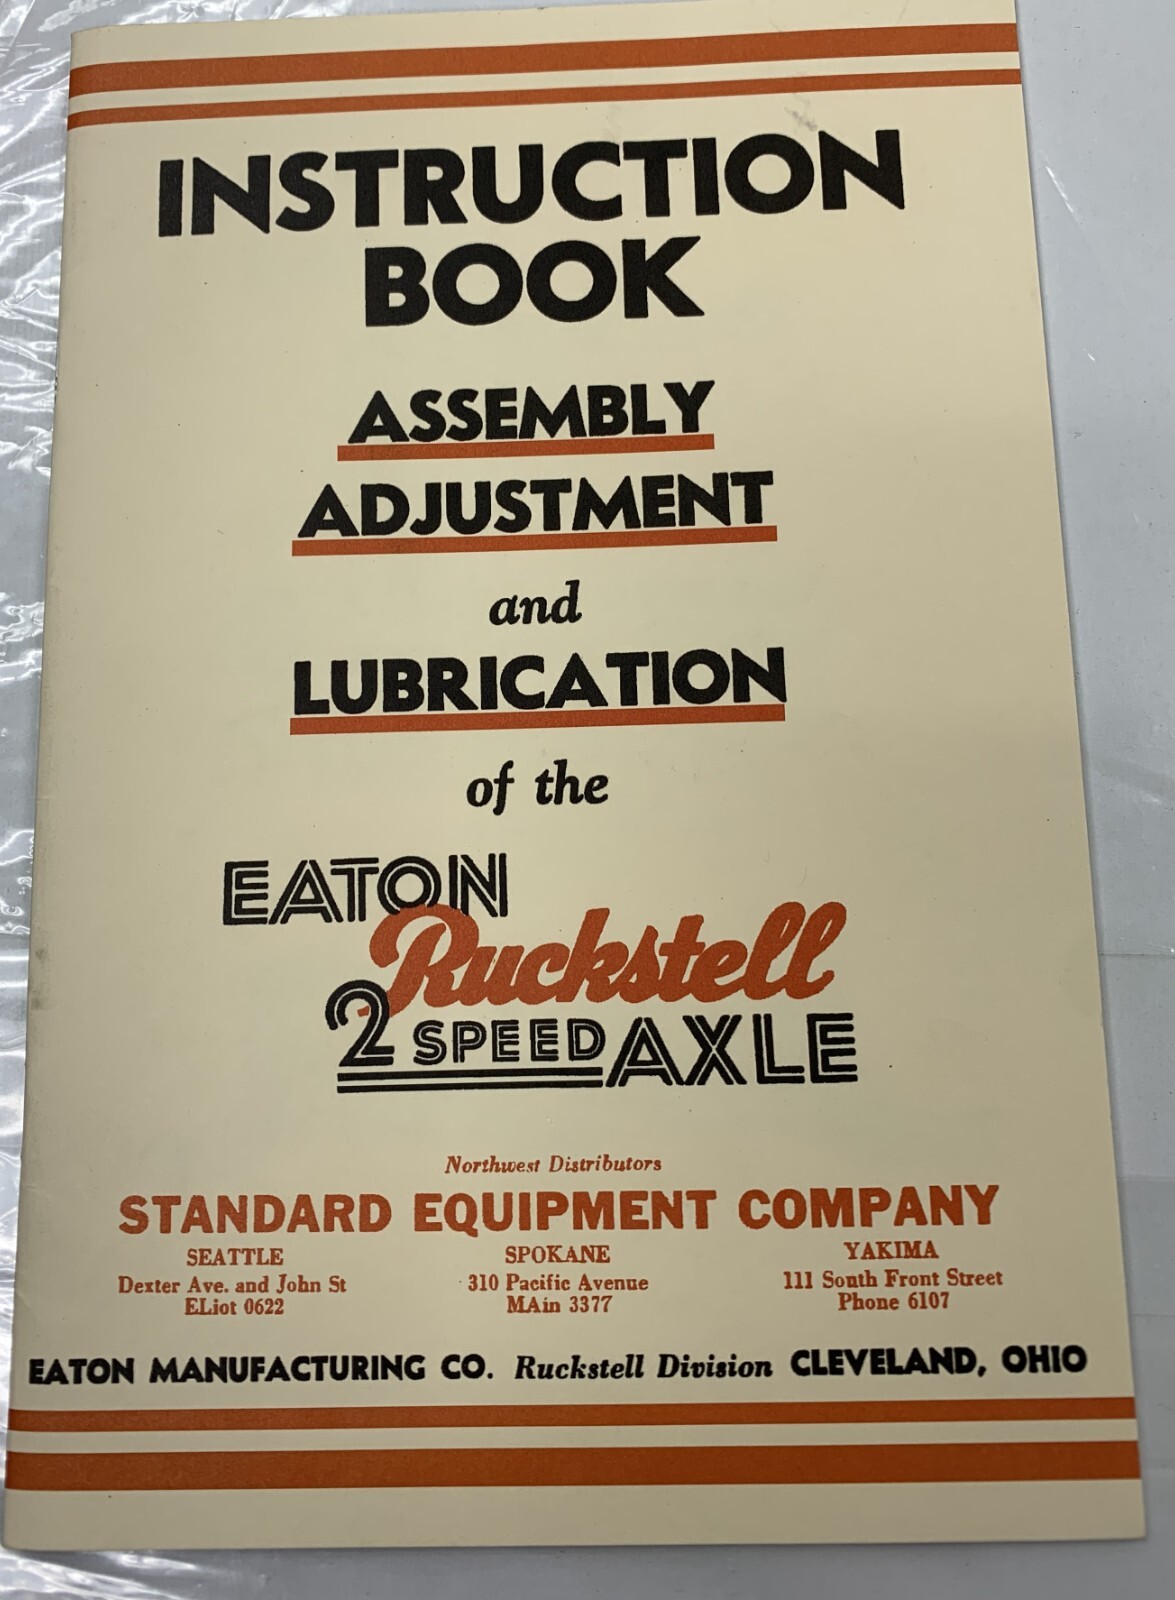 INSTRUCTION
BOOK
ASSEMBLY
ADJUSTMENT
and
LUBRICATION
of the
EATON
Ruckstell
2 SPEED AXLE
Northwest Distributors
STANDARD EQUIPMENT COMPANY
SEATTLE
Dexter Ave. and John St
ELiot 0622
SPOKANE
310 Pacific Avenue
MAin 3377
YAKIMA
111 South Front Street
Phone 6107
EATON MANUFACTURING CO. Ruckstell Division CLEVELAND, OHIO